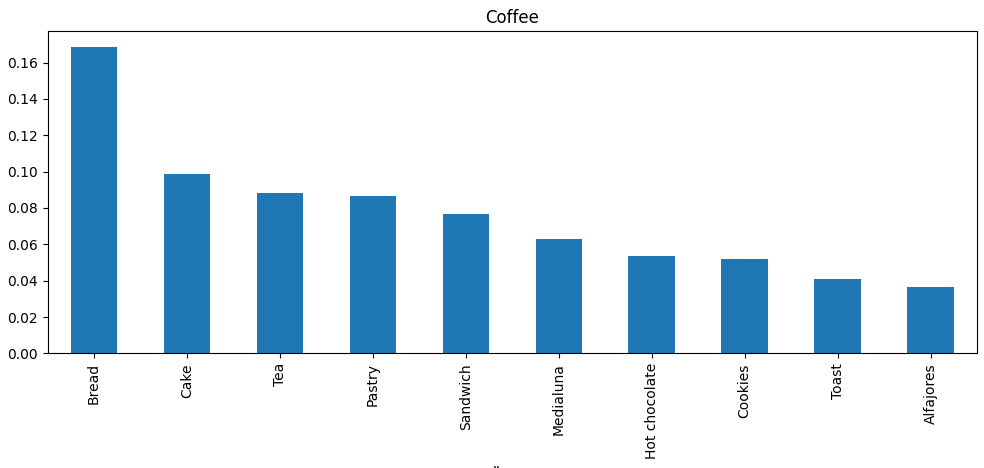 Coffee
0.16
0.14
0.12
0.10
0.08
0.06
0.04
0.02
0.00
Bread
Cake
Tea
Pastry
Sandwich
Medialuna
Hot chocolate
Cookies
Toast
Alfajores